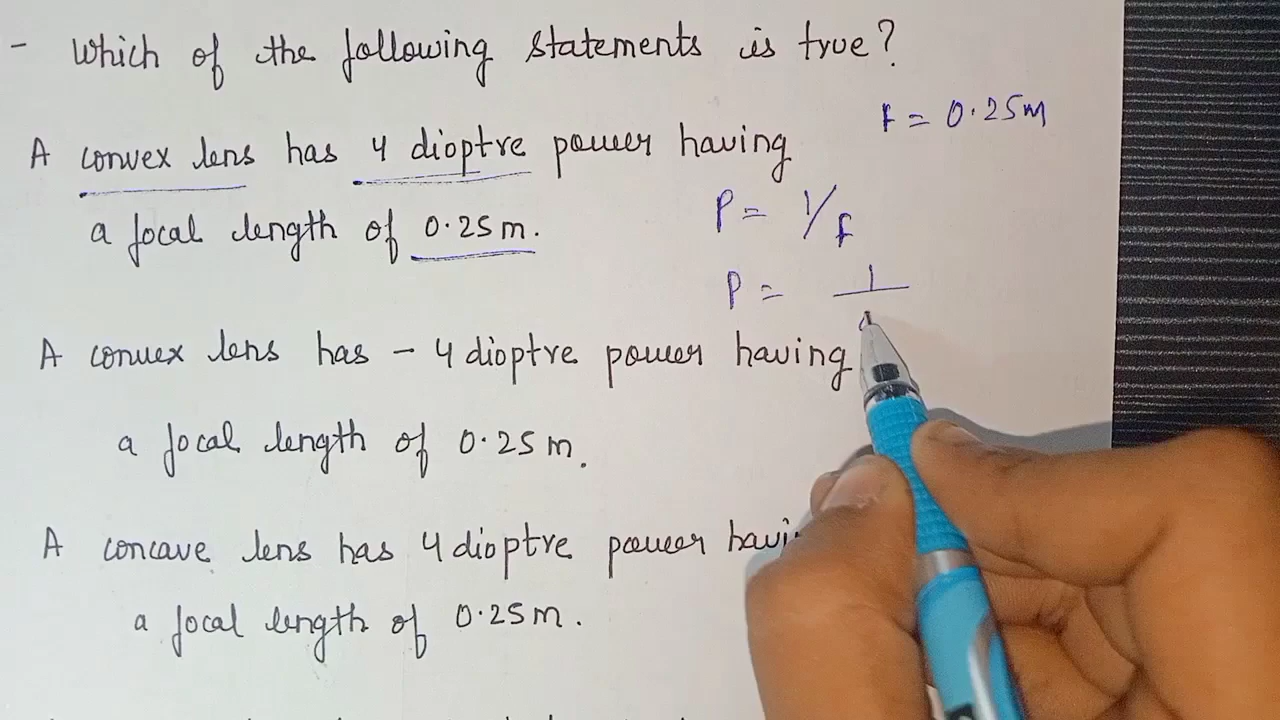 - Which of the following statements is true?
F = 0.25m
A convex lens has 4 dioptre power having
a focal length of 0.25m.
P = 1/F
P = 1
A convex lens has - 4 dioptre power having
a focal length of 0.25m.
A concave lens has 4 dioptre power
a focal length of 0.25m.